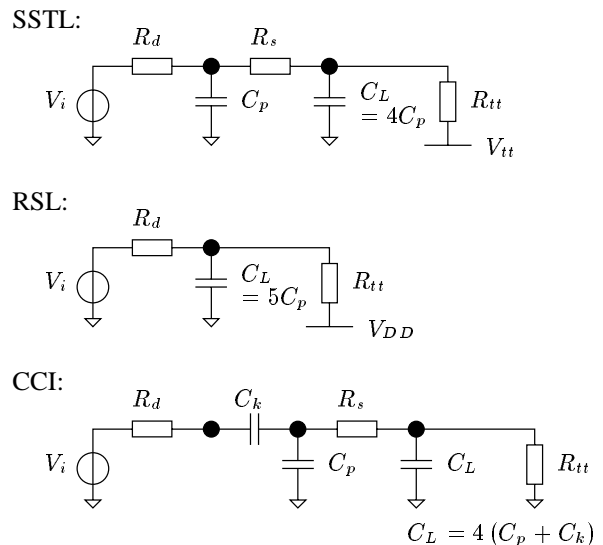 SSTL:
R_d R_s
V_i C_p C_L
= 4C_p R_tt
V_tt
RSL:
R_d
V_i C_L
= 5C_p R_tt
V_DD
CCI:
R_d C_k R_s
V_i C_p C_L R_tt
C_L = 4 (C_p + C_k)